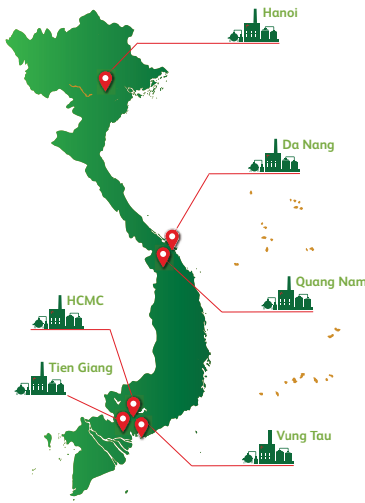 Hanoi
Da Nang
Quang Nam
HCMC
Tien Giang
Vung Tau